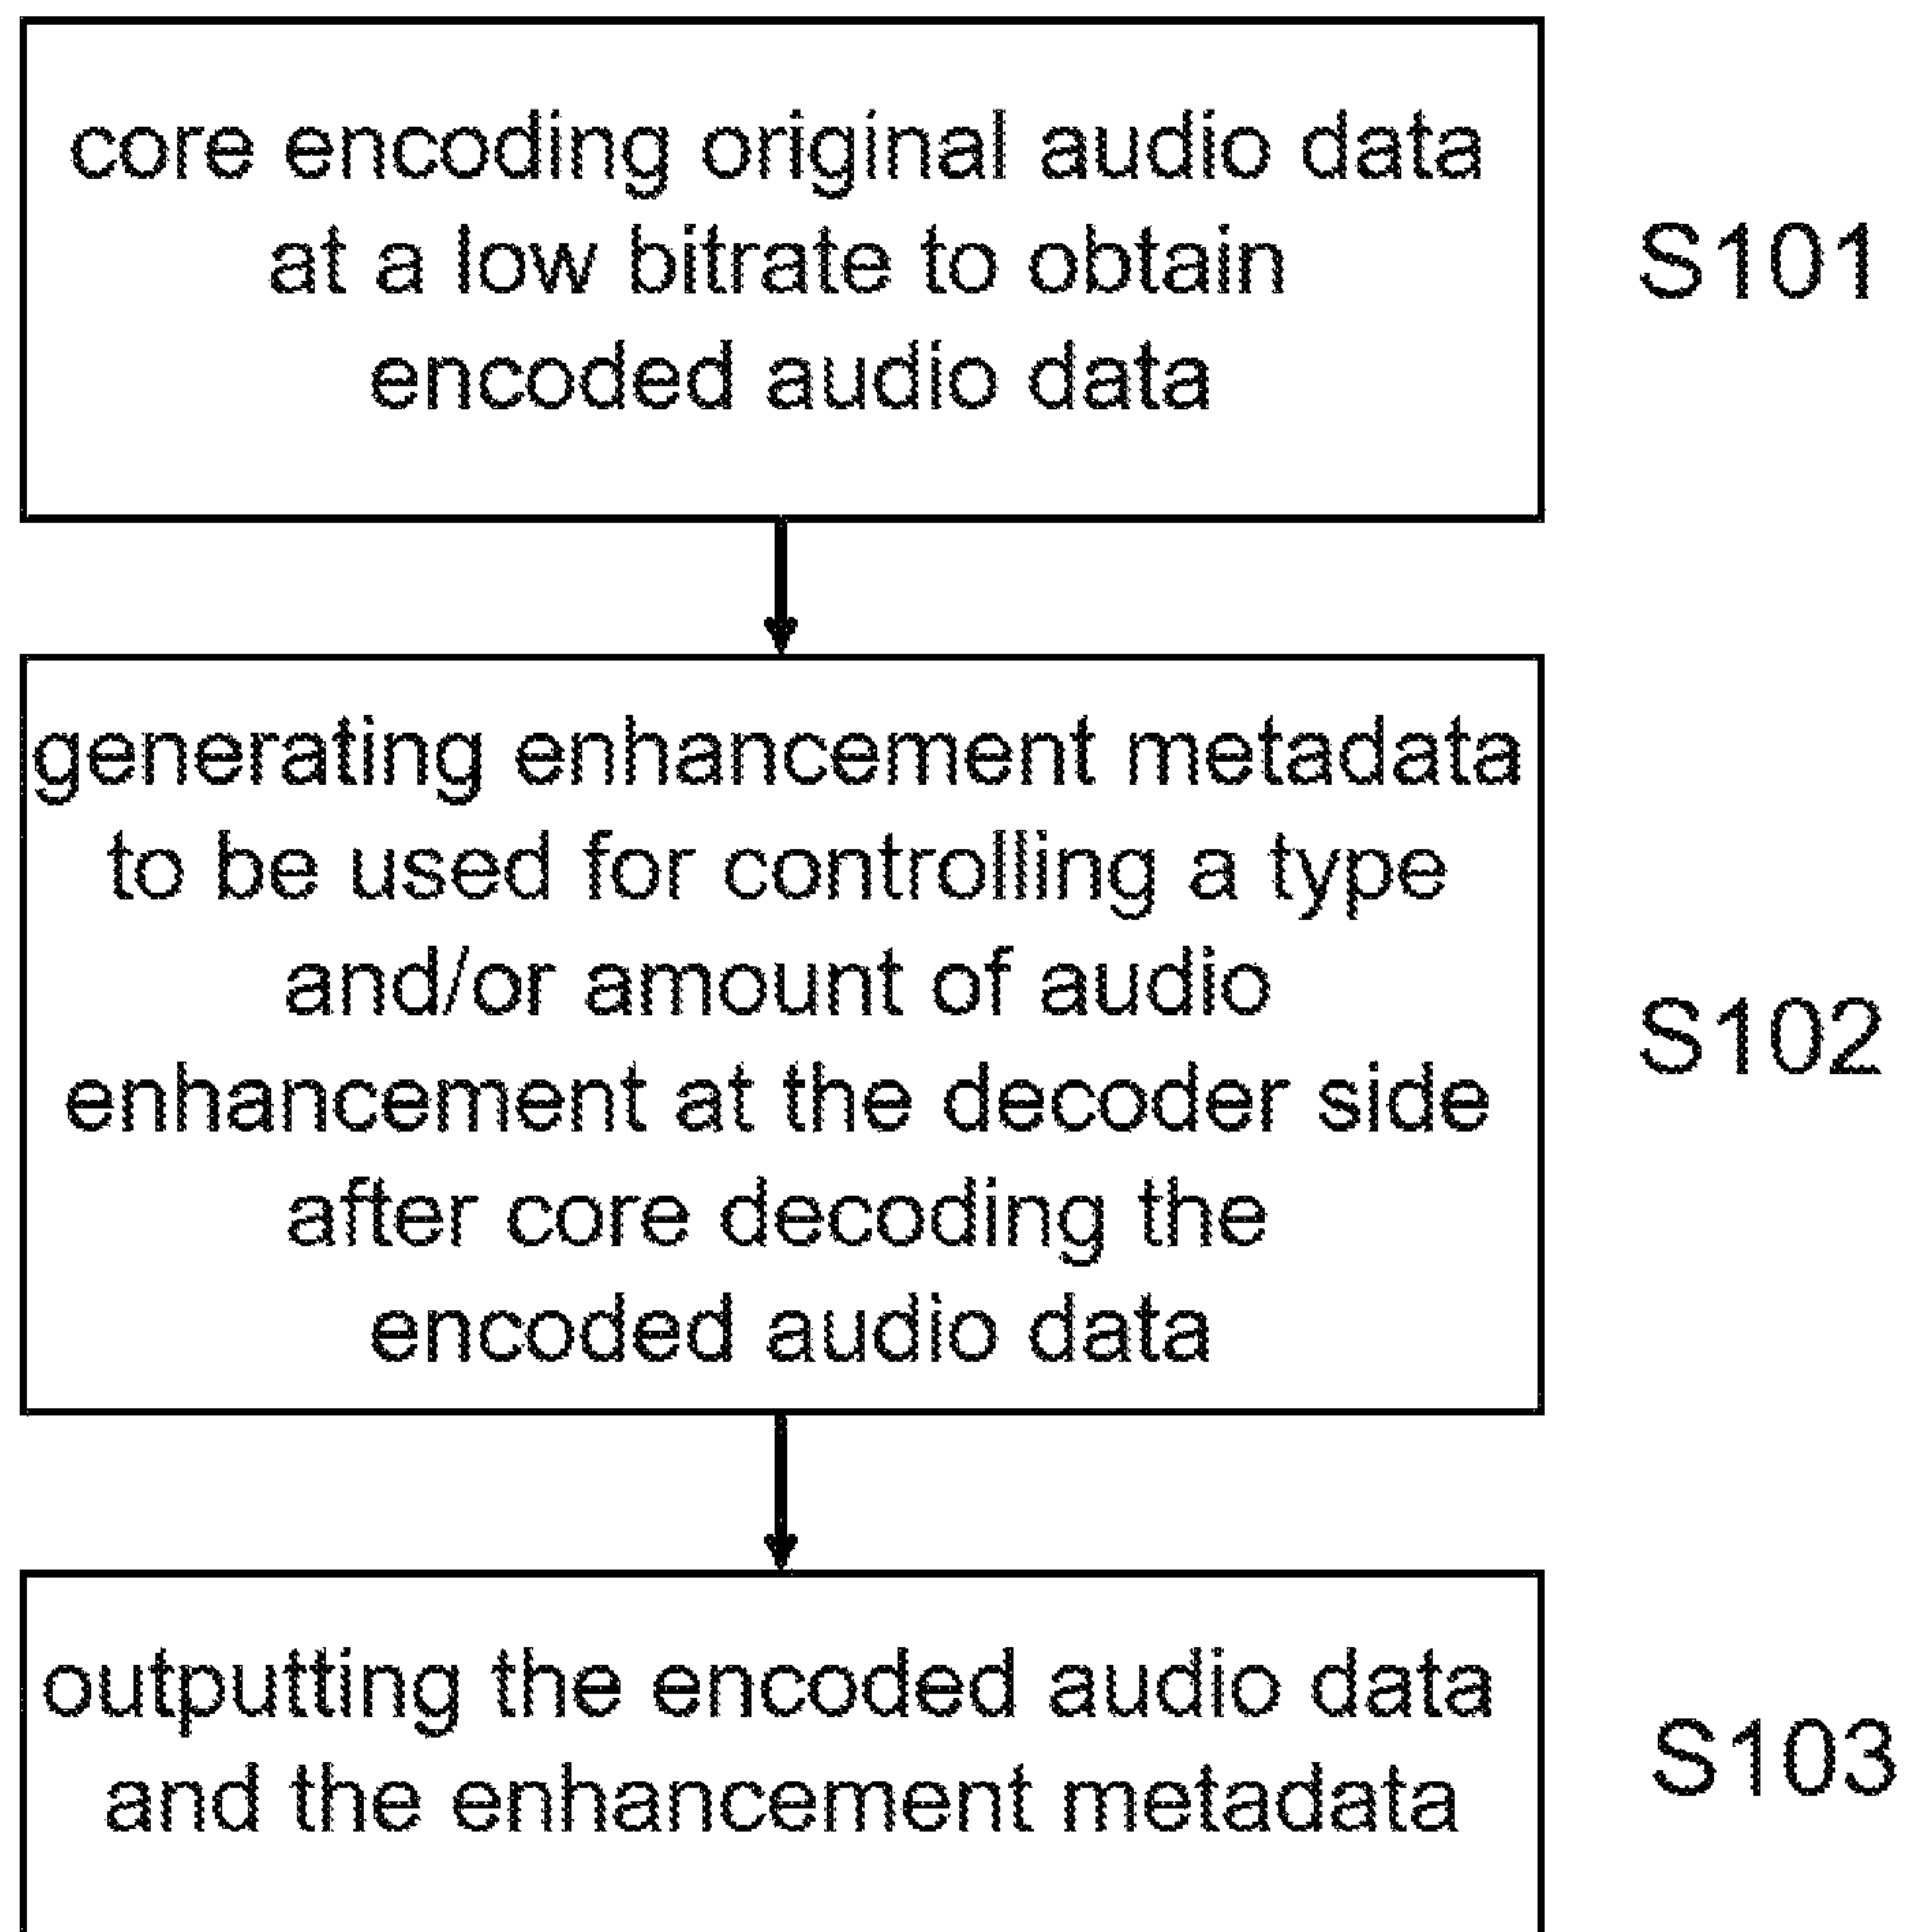 core encoding original audio data
at a low bitrate to obtain
encoded audio data
S101
generating enhancement metadata
to be used for controlling a type
and/or amount of audio
enhancement at the decoder side
after core decoding the
encoded audio data
S102
outputting the encoded audio data
and the enhancement metadata
S103